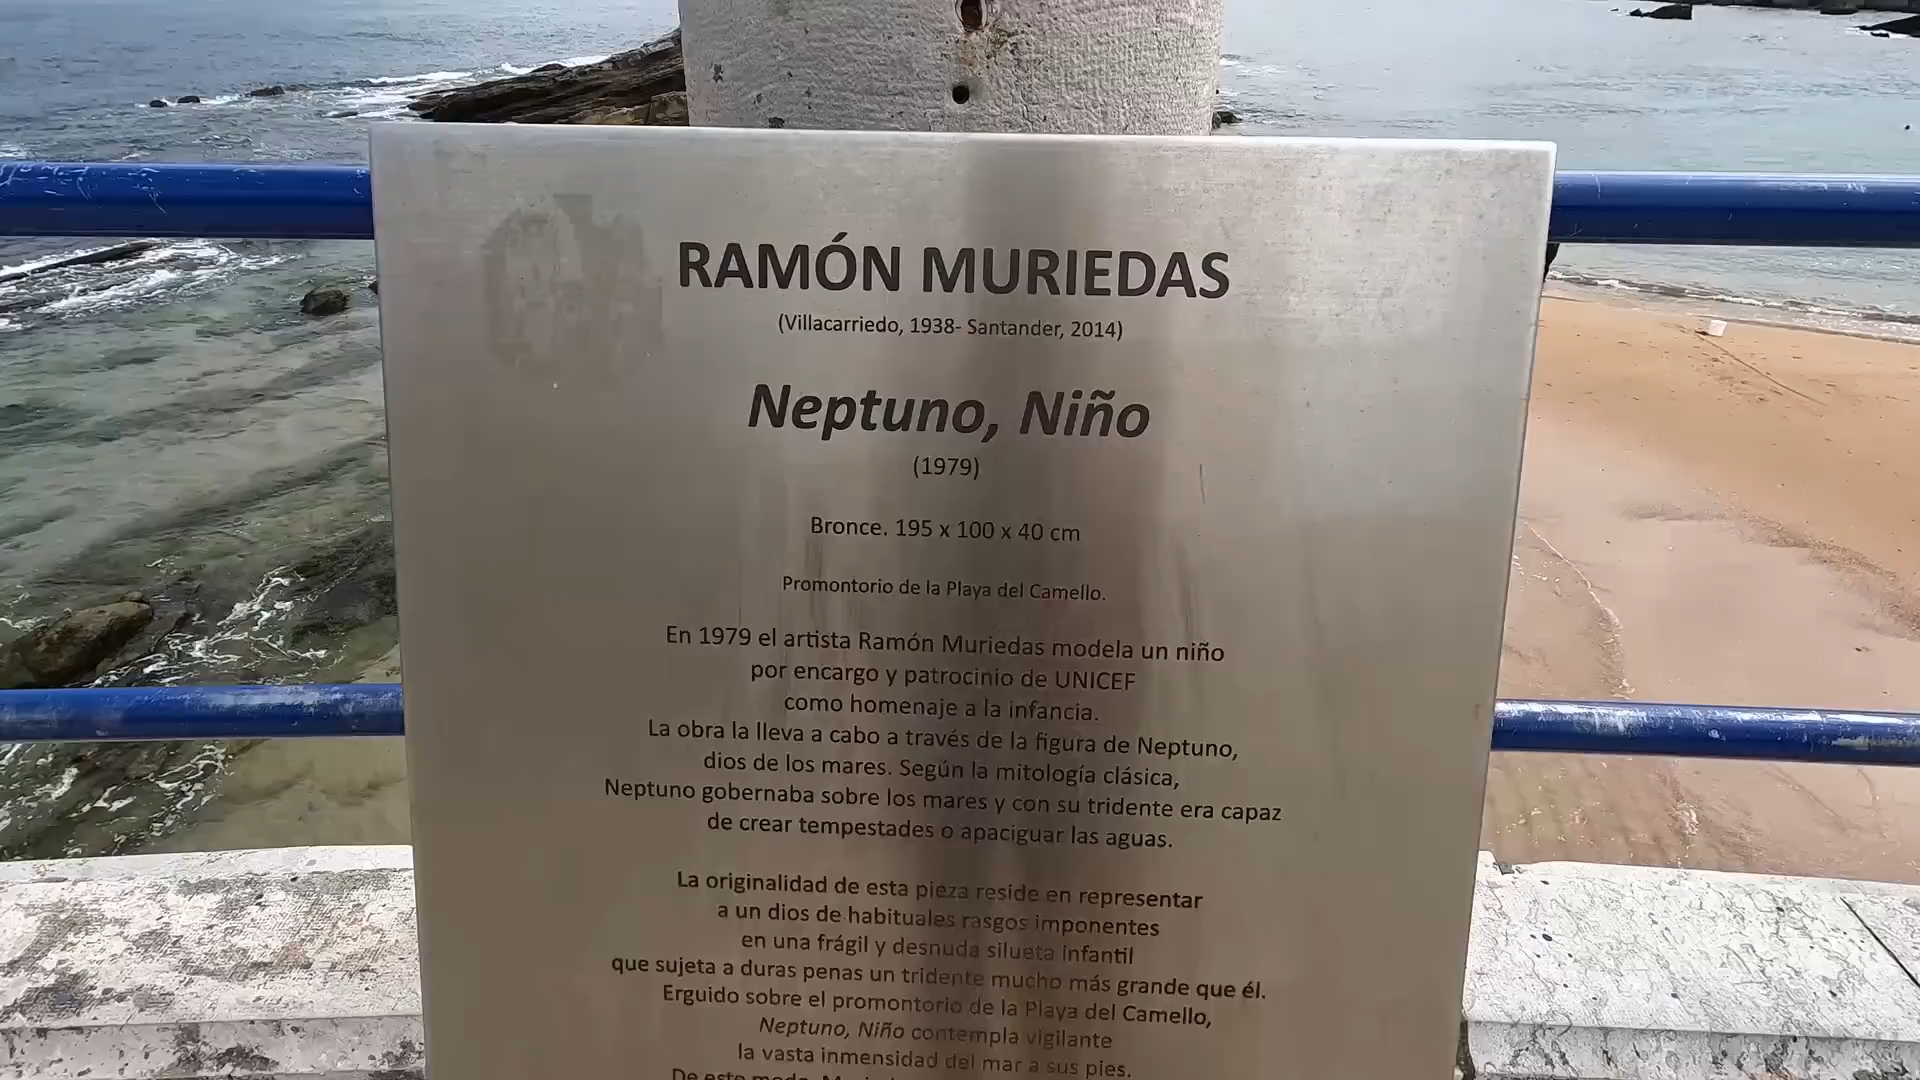 RAMÓN MURIEDAS
(Villacarriedo, 1938- Santander, 2014)
Neptuno, Niño
(1979)
Bronce. 195 x 100 x 40 cm
Promontorio de la Playa del Camello.
En 1979 el artista Ramón Muriedas modela un niño
por encargo y patrocinio de UNICEF
como homenaje a la infancia.
La obra la lleva a cabo a través de la figura de Neptuno,
dios de los mares. Según la mitología clásica,
Neptuno gobernaba sobre los mares y con su tridente era capaz
de crear tempestades o apaciguar las aguas.
La originalidad de esta pieza reside en representar
a un dios de habituales rasgos imponentes
en una frágil y desnuda silueta infantil
que sujeta a duras penas un tridente mucho más grande que él.
Erguido sobre el promontorio de la Playa del Camello,
Neptuno, Niño contempla vigilante
la vasta inmensidad del mar a sus pies.
De este modo,